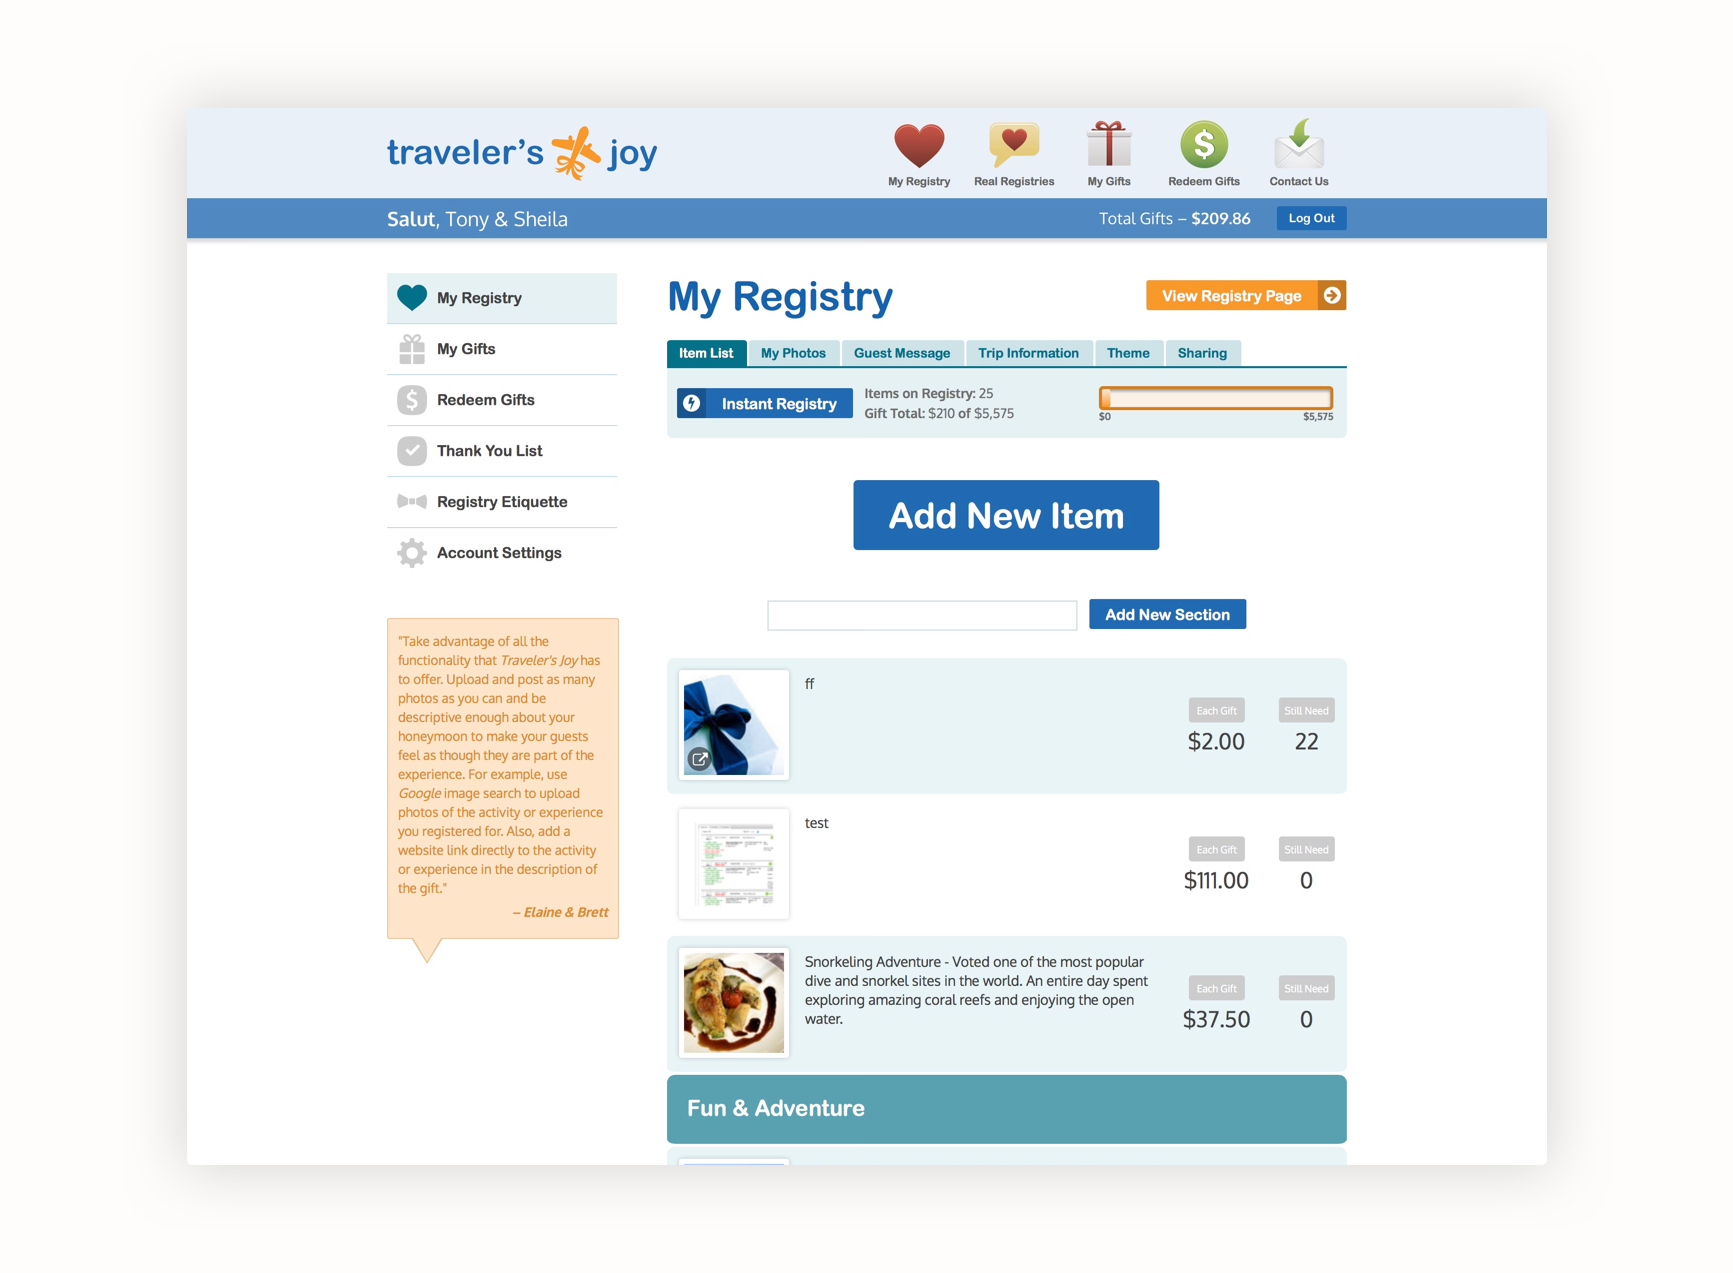 traveler's joy
My Registry
Real Registries
My Gifts
Redeem Gifts
Contact Us
Salut, Tony & Sheila
Total Gifts – $209.86
Log Out
My Registry
My Gifts
Redeem Gifts
Thank You List
Registry Etiquette
Account Settings
"Take advantage of all the
functionality that Traveler's Joy has
to offer. Upload and post as many
photos as you can and be
descriptive enough about your
honeymoon to make your guests
feel as though they are part of the
experience. For example, use
Google image search to upload
photos of the activity or experience
you registered for. Also, add a
website link directly to the activity
or experience in the description of
the gift."
– Elaine & Brett
My Registry
View Registry Page
Item List
My Photos
Guest Message
Trip Information
Theme
Sharing
Instant Registry
Items on Registry: 25
Gift Total: $210 of $5,575
$0
$5,575
Add New Item
Add New Section
ff
Each Gift
Still Need
$2.00
22
test
Each Gift
Still Need
$111.00
0
Snorkeling Adventure - Voted one of the most popular
dive and snorkel sites in the world. An entire day spent
exploring amazing coral reefs and enjoying the open
water.
Each Gift
Still Need
$37.50
0
Fun & Adventure